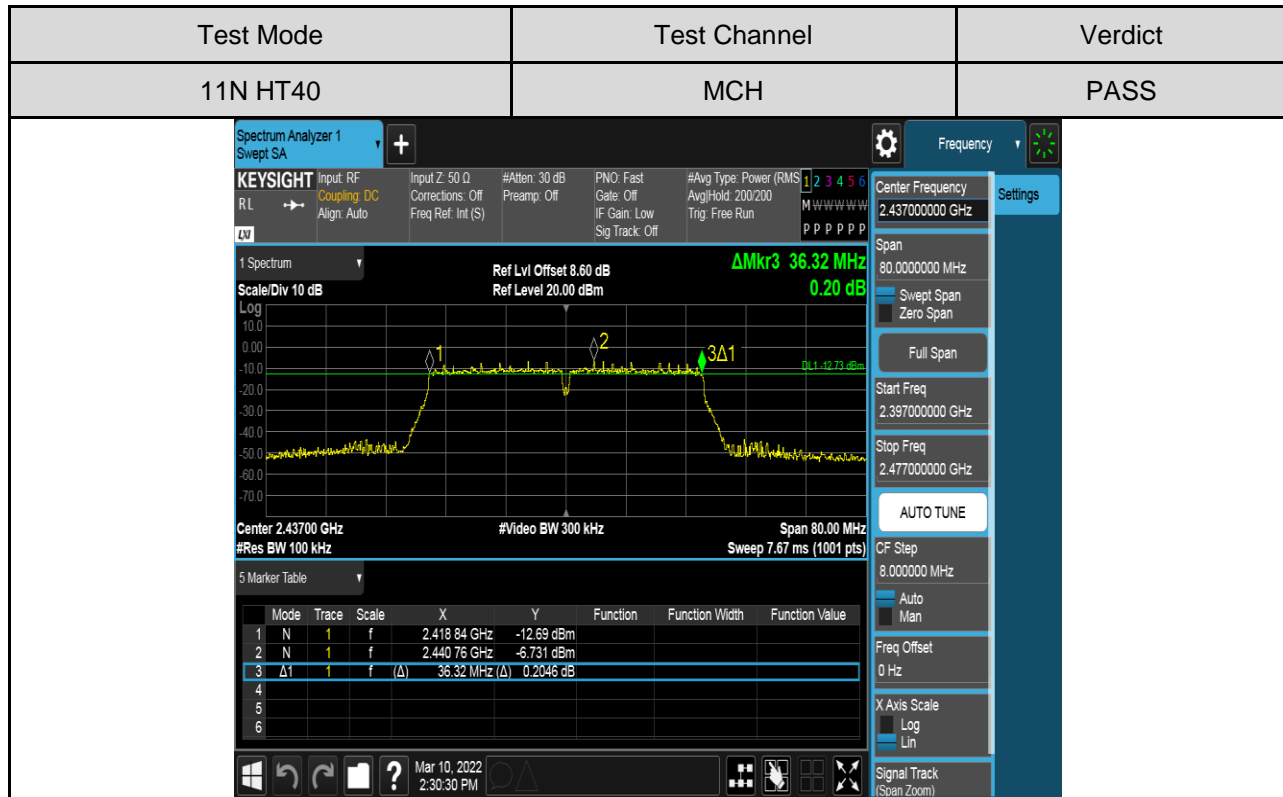 Test Mode Test Channel Verdict
11N HT40 MCH PASS
Spectrum Analyzer 1
Swept SA
+
Frequency
KEYSIGHT
RL
LXI
Input: RF
Coupling: DC
Align: Auto
Input Z: 50 Ω
Corrections: Off
Freq Ref: Int (S)
#Atten: 30 dB
Preamp: Off
PNO: Fast
Gate: Off
IF Gain: Low
Sig Track: Off
#Avg Type: Power (RMS
Avg|Hold: 200/200
Trig: Free Run
1 2 3 4 5 6
M W W W W W
P P P P P P
1 Spectrum
Scale/Div 10 dB
Ref Lvl Offset 8.60 dB
Ref Level 20.00 dBm
ΔMkr3 36.32 MHz
0.20 dB
Log
10.0
0.00
-10.0
-20.0
-30.0
-40.0
-50.0
-60.0
-70.0
1
2
3Δ1
DL1 -12.73 dBm
Center 2.43700 GHz #Video BW 300 kHz Span 80.00 MHz
#Res BW 100 kHz Sweep 7.67 ms (1001 pts)
5 Marker Table
Mode Trace Scale X Y Function Function Width Function Value
1 N 1 f 2.418 84 GHz -12.69 dBm
2 N 1 f 2.440 76 GHz -6.731 dBm
3 Δ1 1 f (Δ) 36.32 MHz (Δ) 0.2046 dB
4
5
6
?
Mar 10, 2022
2:30:30 PM
Center Frequency
2.437000000 GHz
Settings
Span
80.0000000 MHz
Swept Span
Zero Span
Full Span
Start Freq
2.397000000 GHz
Stop Freq
2.477000000 GHz
AUTO TUNE
CF Step
8.000000 MHz
Auto
Man
Freq Offset
0 Hz
X Axis Scale
Log
Lin
Signal Track
(Span Zoom)